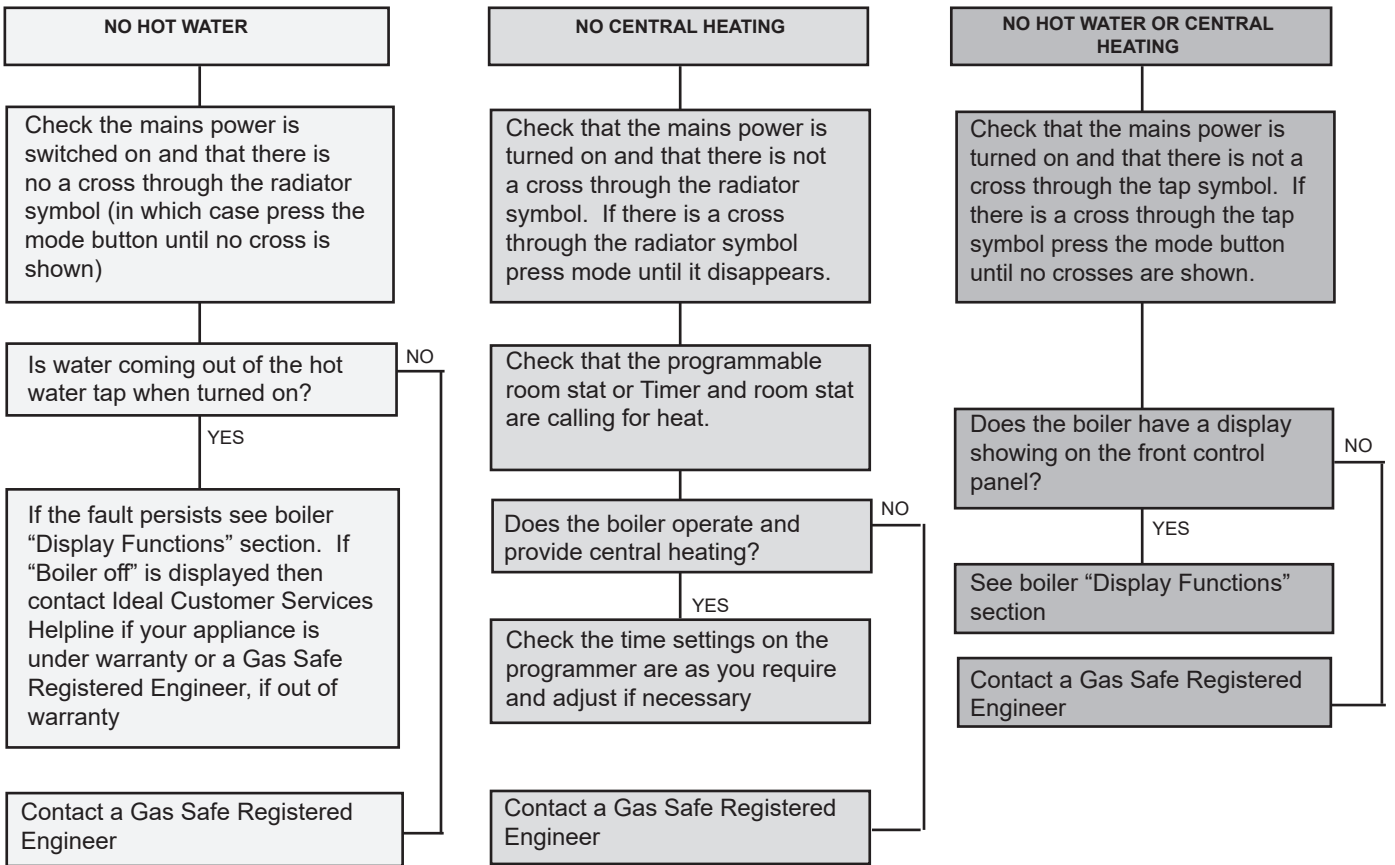 NO HOT WATER
Check the mains power is
switched on and that there is
no a cross through the radiator
symbol (in which case press the
mode button until no cross is
shown)
Is water coming out of the hot
water tap when turned on?
NO
YES
If the fault persists see boiler
“Display Functions” section.  If
“Boiler off” is displayed then
contact Ideal Customer Services
Helpline if your appliance is
under warranty or a Gas Safe
Registered Engineer, if out of
warranty
Contact a Gas Safe Registered
Engineer
NO CENTRAL HEATING
Check that the mains power is
turned on and that there is not
a cross through the radiator
symbol.  If there is a cross
through the radiator symbol
press mode until it disappears.
Check that the programmable
room stat or Timer and room stat
are calling for heat.
Does the boiler operate and
provide central heating?
NO
YES
Check the time settings on the
programmer are as you require
and adjust if necessary
Contact a Gas Safe Registered
Engineer
NO HOT WATER OR CENTRAL
HEATING
Check that the mains power is
turned on and that there is not a
cross through the tap symbol.  If
there is a cross through the tap
symbol press the mode button
until no crosses are shown.
Does the boiler have a display
showing on the front control
panel?
NO
YES
See boiler “Display Functions”
section
Contact a Gas Safe Registered
Engineer